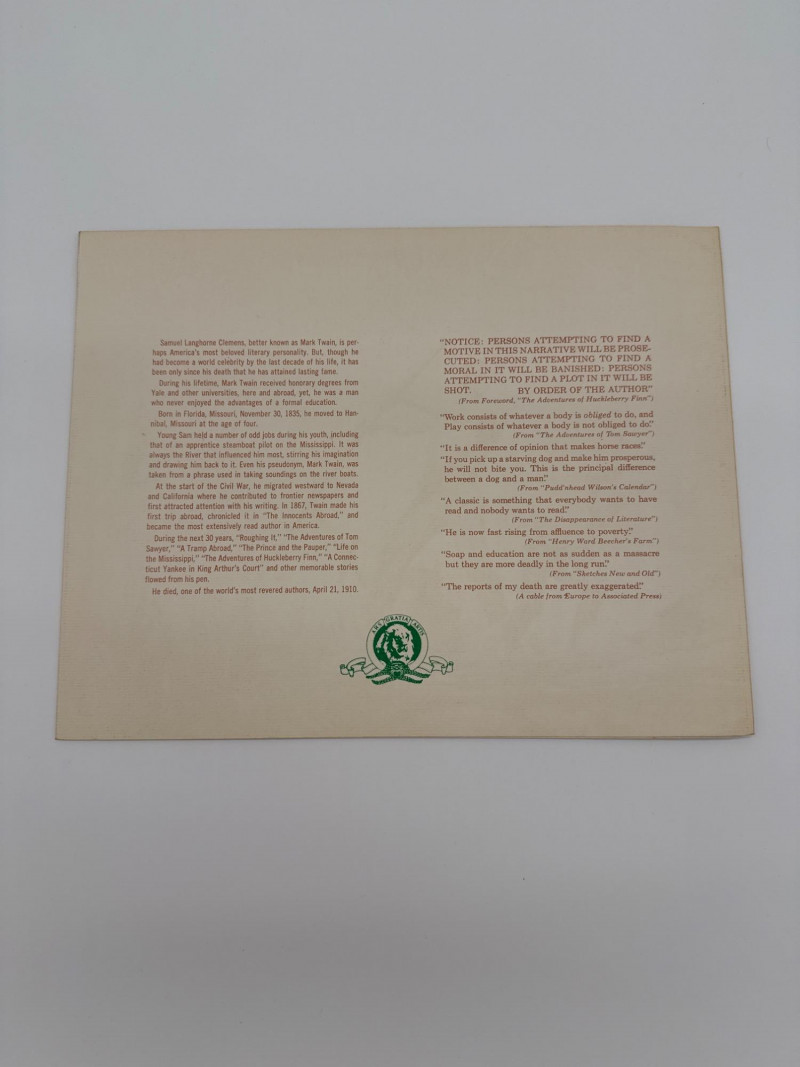 Samuel Langhorne Clemens, better known as Mark Twain, is per-
haps America's most beloved literary personality. But, though he
had become a world celebrity by the last decade of his life, it has
been only since his death that he has attained lasting fame.
During his lifetime, Mark Twain received honorary degrees from
Yale and other universities, here and abroad, yet, he was a man
who never enjoyed the advantages of a formal education.
Born in Florida, Missouri, November 30, 1835, he moved to Han-
nibal, Missouri at the age of four.
Young Sam held a number of odd jobs during his youth, including
that of an apprentice steamboat pilot on the Mississippi. It was
always the River that influenced him most, stirring his imagination
and drawing him back to it. Even his pseudonym, Mark Twain, was
taken from a phrase used in taking soundings on the river boats.
At the start of the Civil War, he migrated westward to Nevada
and California where he contributed to frontier newspapers and
first attracted attention with his writing. In 1867, Twain made his
first trip abroad, chronicled it in "The Innocents Abroad," and
became the most extensively read author in America.
During the next 30 years, "Roughing It," "The Adventures of Tom
Sawyer," "A Tramp Abroad," "The Prince and the Pauper," "Life on
the Mississippi," "The Adventures of Huckleberry Finn," "A Connec-
ticut Yankee in King Arthur's Court" and other memorable stories
flowed from his pen.
He died, one of the world's most revered authors, April 21, 1910.
"NOTICE: PERSONS ATTEMPTING TO FIND A
MOTIVE IN THIS NARRATIVE WILL BE PROSE-
CUTED: PERSONS ATTEMPTING TO FIND A
MORAL IN IT WILL BE BANISHED: PERSONS
ATTEMPTING TO FIND A PLOT IN IT WILL BE
SHOT. BY ORDER OF THE AUTHOR"
(From Foreword, "The Adventures of Huckleberry Finn")
"Work consists of whatever a body is obliged to do, and
Play consists of whatever a body is not obliged to do."
(From "The Adventures of Tom Sawyer")
"It is a difference of opinion that makes horse races."
"If you pick up a starving dog and make him prosperous,
he will not bite you. This is the principal difference
between a dog and a man."
(From "Pudd'nhead Wilson's Calendar")
"A classic is something that everybody wants to have
read and nobody wants to read."
(From "The Disappearance of Literature")
"He is now fast rising from affluence to poverty."
(From "Henry Ward Beecher's Farm")
"Soap and education are not as sudden as a massacre
but they are more deadly in the long run."
(From "Sketches New and Old")
"The reports of my death are greatly exaggerated."
(A cable from Europe to Associated Press)
ARS GRATIA ARTIS